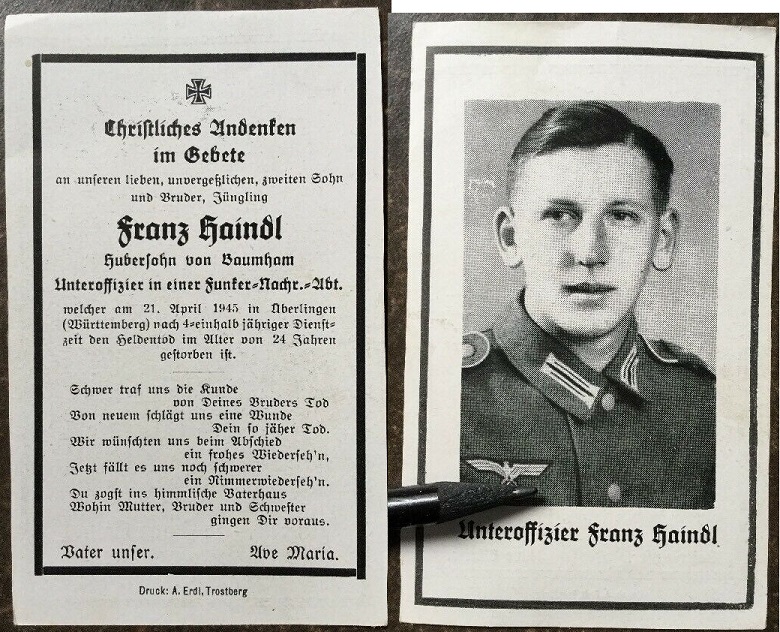 Christliches Andenken
im Gebete
an unseren lieben, unvergeßlichen, zweiten Sohn
und Bruder, Jüngling
Franz Haindl
Hubersohn von Baumham
Unteroffizier in einer Funker-Nachr.-Abt.
welcher am 21. April 1945 in Überlingen
(Württemberg) nach 4-einhalb jähriger Dienst-
zeit den Heldentod im Alter von 24 Jahren
gestorben ist.
Schwer traf uns die Kunde
von Deines Bruders Tod
Von neuem schlägt uns eine Wunde
Dein so jäher Tod.
Wir wünschten uns beim Abschied
ein frohes Wiederseh'n,
Jetzt fällt es uns noch schwerer
ein Nimmerwiederseh'n.
Du zogst ins himmlische Vaterhaus
Wohin Mutter, Bruder und Schwester
gingen Dir voraus.
Vater unser. Ave Maria.
Druck: A. Erdl, Trostberg
Unteroffizier Franz Haindl